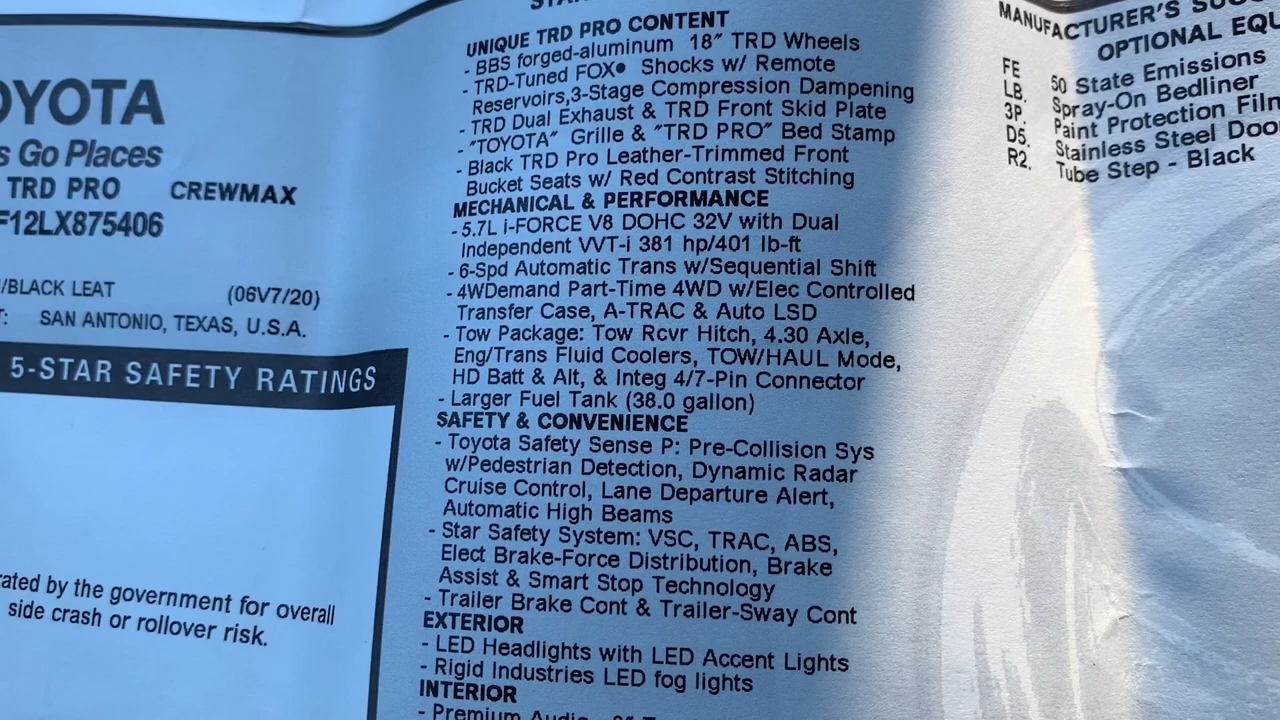 OYOTA
s Go Places
TRD PRO CREWMAX
F12LX875406
/BLACK LEAT (06V7/20)
T: SAN ANTONIO, TEXAS, U.S.A.
5-STAR SAFETY RATINGS
rated by the government for overall
side crash or rollover risk.
UNIQUE TRD PRO CONTENT
- BBS forged-aluminum 18" TRD Wheels
- TRD-Tuned FOX® Shocks w/ Remote
Reservoirs,3-Stage Compression Dampening
- TRD Dual Exhaust & TRD Front Skid Plate
- "TOYOTA" Grille & "TRD PRO" Bed Stamp
- Black TRD Pro Leather-Trimmed Front
Bucket Seats w/ Red Contrast Stitching
MECHANICAL & PERFORMANCE
- 5.7L i-FORCE V8 DOHC 32V with Dual
Independent VVT-i 381 hp/401 lb-ft
- 6-Spd Automatic Trans w/Sequential Shift
- 4WDemand Part-Time 4WD w/Elec Controlled
Transfer Case, A-TRAC & Auto LSD
- Tow Package: Tow Rcvr Hitch, 4.30 Axle,
Eng/Trans Fluid Coolers, TOW/HAUL Mode,
HD Batt & Alt, & Integ 4/7-Pin Connector
- Larger Fuel Tank (38.0 gallon)
SAFETY & CONVENIENCE
- Toyota Safety Sense P: Pre-Collision Sys
w/Pedestrian Detection, Dynamic Radar
Cruise Control, Lane Departure Alert,
Automatic High Beams
- Star Safety System: VSC, TRAC, ABS,
Elect Brake-Force Distribution, Brake
Assist & Smart Stop Technology
- Trailer Brake Cont & Trailer-Sway Cont
EXTERIOR
- LED Headlights with LED Accent Lights
- Rigid Industries LED fog lights
INTERIOR
- Premium Audio
MANUFACTURER'S SU
OPTIONAL EQU
FE 50 State Emissions
LB. Spray-On Bedliner
3P. Paint Protection Film
D5. Stainless Steel Doo
R2. Tube Step - Black